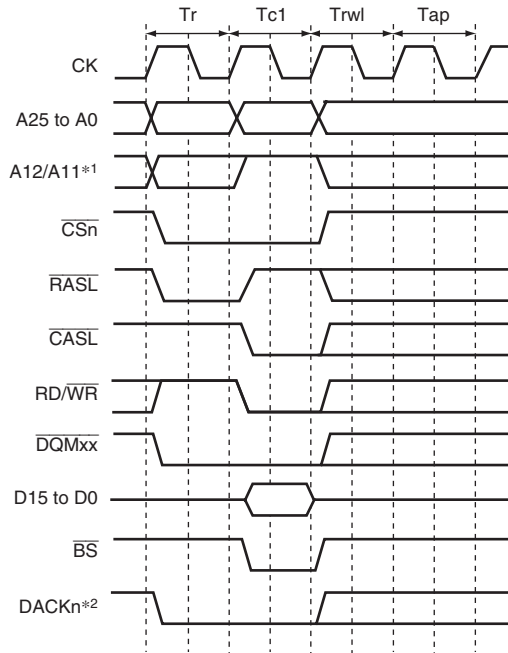 Tr Tc1 Trwl Tap
CK
A25 to A0
A12/A11*1
CSn
RASL
CASL
RD/WR
DQMxx
D15 to D0
BS
DACKn*2